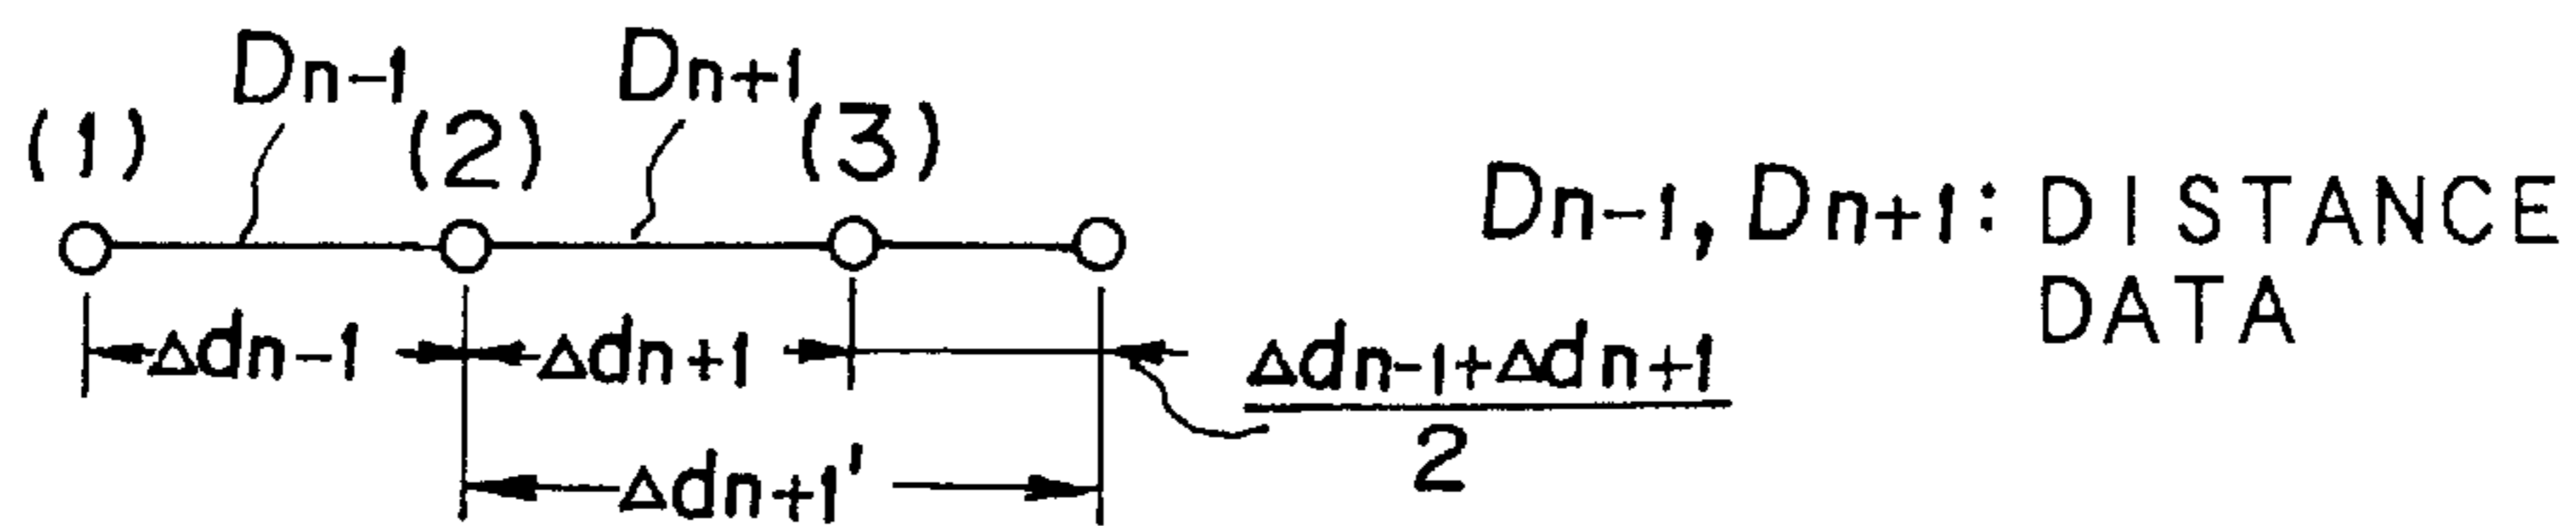 Dn-1 Dn+1
(1) (2) (3)
Dn-1, Dn+1: DISTANCE
DATA
Δdn-1 Δdn+1
Δdn-1+Δdn+1
2
Δdn+1'